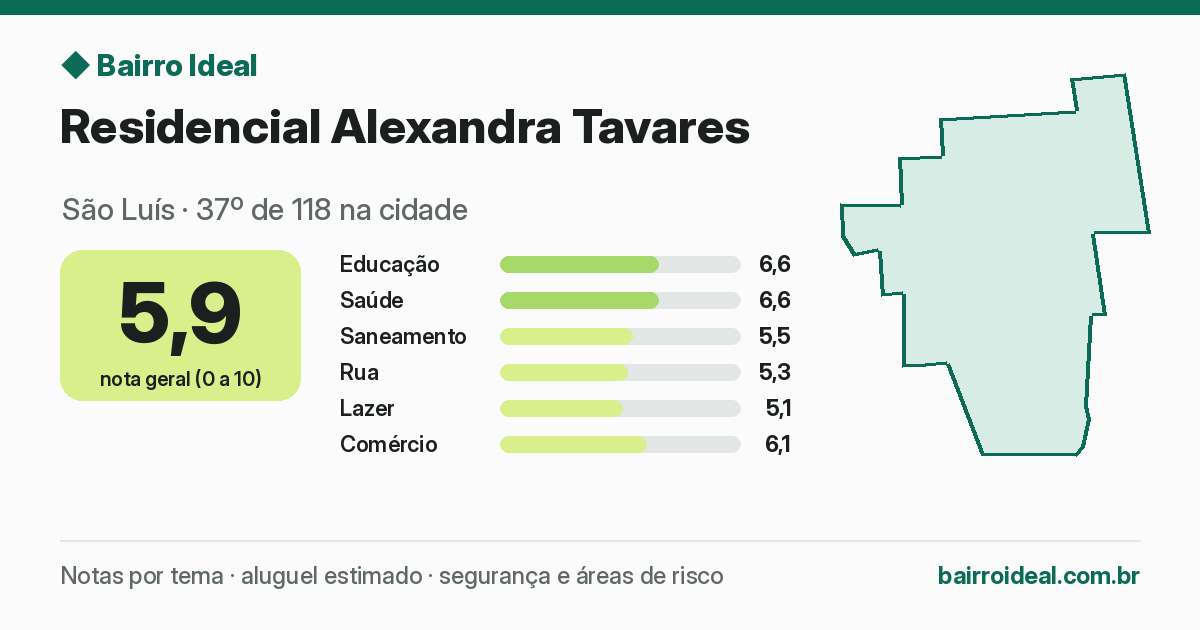 Bairro Ideal
Residencial Alexandra Tavares
São Luís · 37º de 118 na cidade
5,9
nota geral (0 a 10)
Educação 6,6
Saúde 6,6
Saneamento 5,5
Rua 5,3
Lazer 5,1
Comércio 6,1
Notas por tema · aluguel estimado · segurança e áreas de risco
bairroideal.com.br